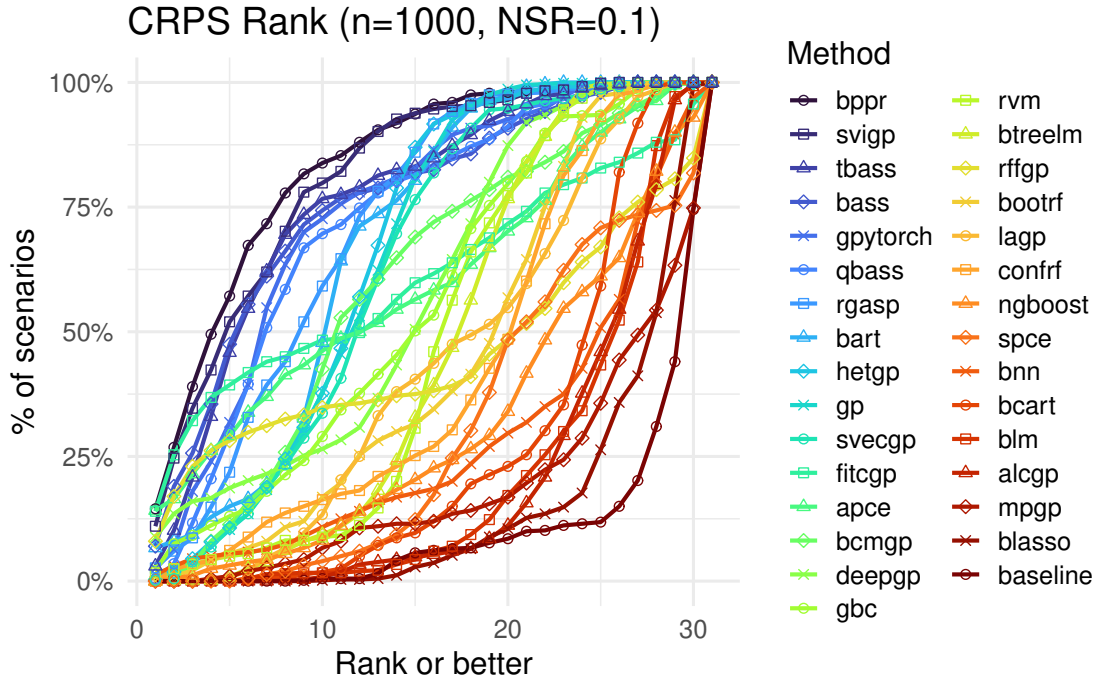 CRPS Rank (n=1000, NSR=0.1)
% of scenarios
100%
75%
50%
25%
0%
0
10
20
30
Rank or better
Method
bppr
svigp
tbass
bass
gpytorch
qbass
rgasp
bart
hetgp
gp
svecgp
fitcgp
apce
bcmgp
deepgp
gbc
rvm
btreelm
rffgp
bootrf
lagp
confrf
ngboost
spce
bnn
bcart
blm
alcgp
mpgp
blasso
baseline